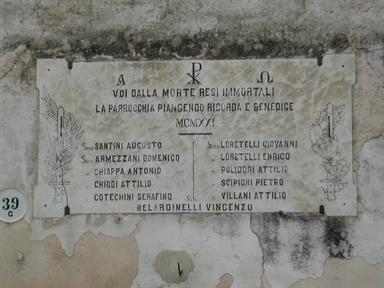 Α ☧ Ω
VOI DALLA MORTE RESI IMMORTALI
LA PARROCCHIA PIANGENDO RICORDA E BENEDICE
MCMXXI
SANTINI AUGUSTO
ARMEZZANI DOMENICO
CHIAPPA ANTONIO
CHIODI ATTILIO
COTECHINI SERAFINO
LORETELLI GIOVANNI
LORETELLI ENRICO
POLIDORI ATTILIO
SCIPIONI PIETRO
VILLANI ATTILIO
BELARDINELLI VINCENZO
39